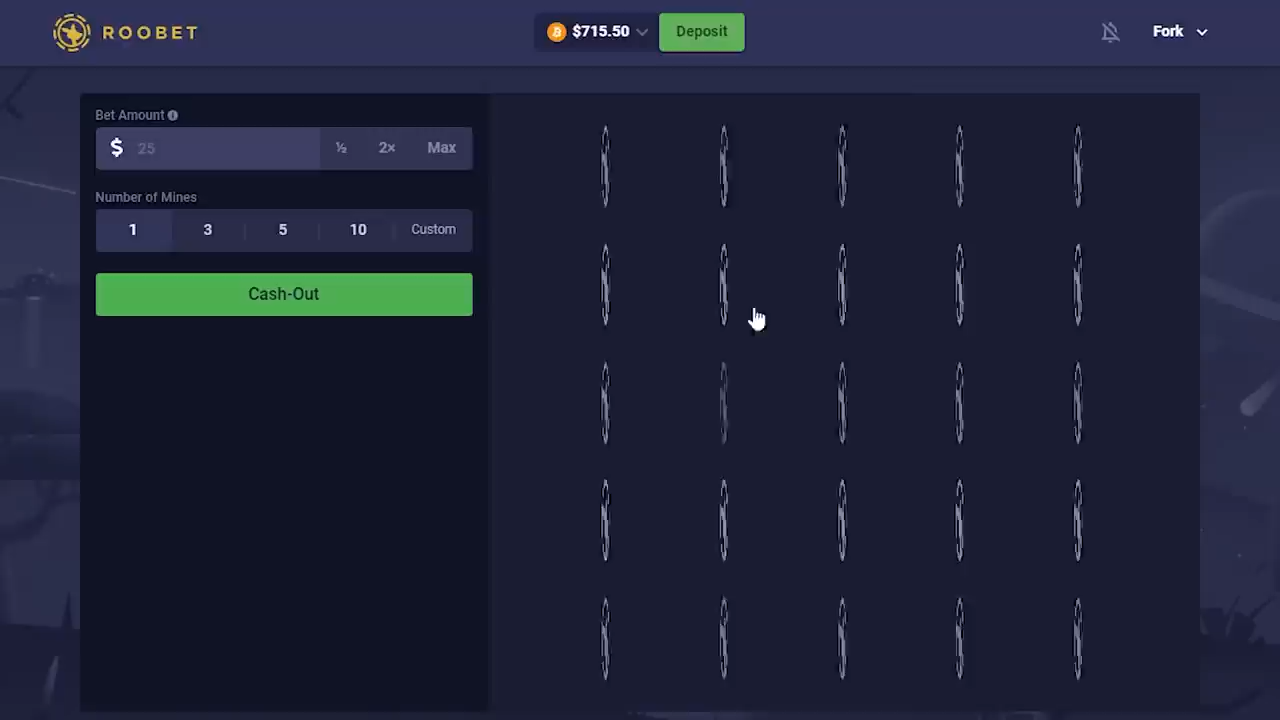 ROOBET
$715.50
Deposit
Fork
Bet Amount
$ 25 ½ 2× Max
Number of Mines
1 3 5 10 Custom
Cash-Out